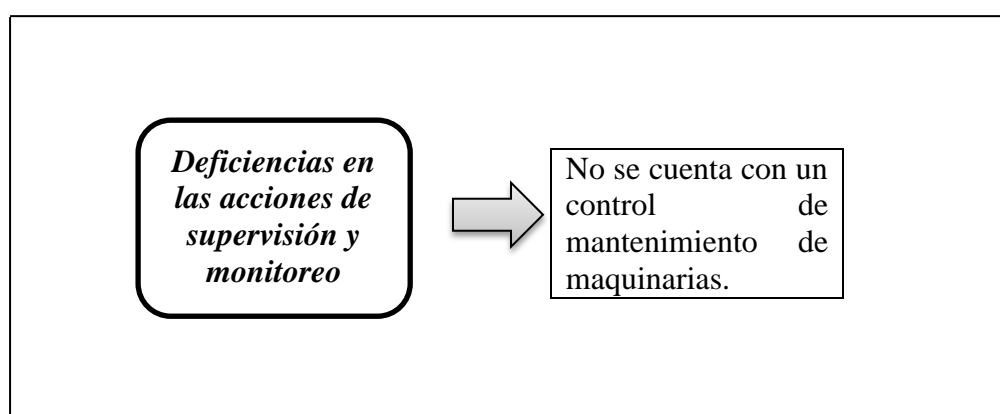 Deficiencias en
las acciones de
supervisión y
monitoreo
No se cuenta con un
control de
mantenimiento de
maquinarias.